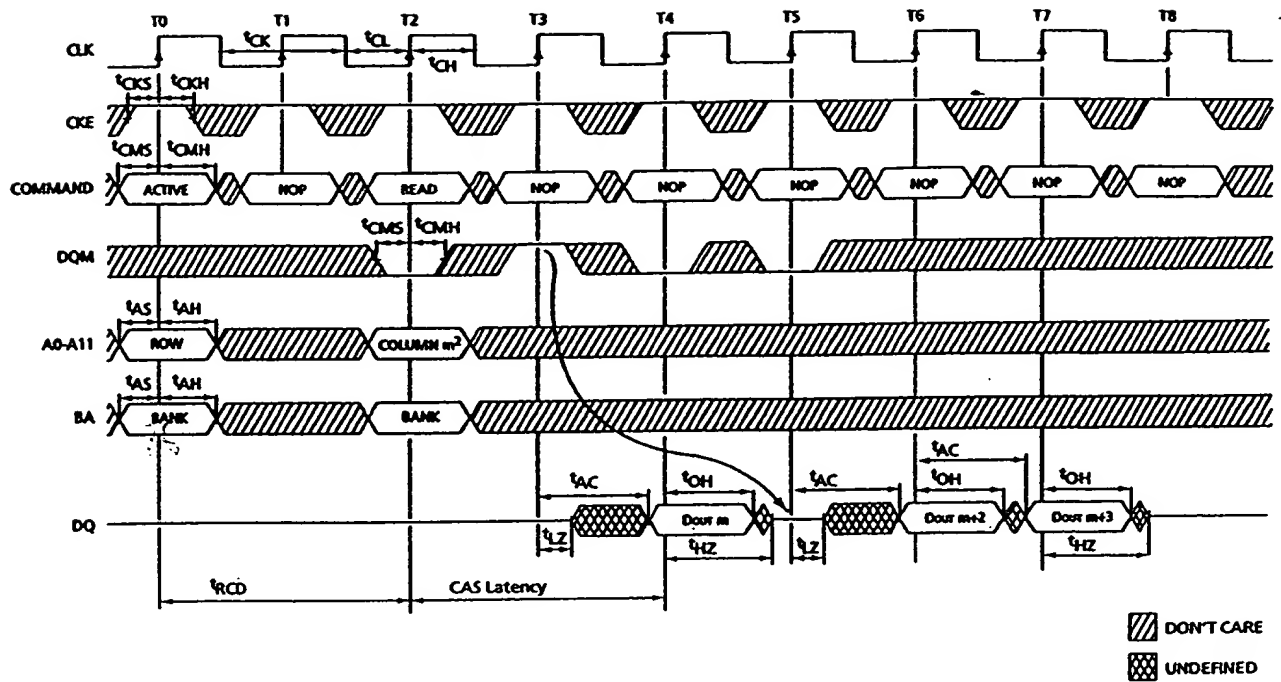 T0 T1 T2 T3 T4 T5 T6 T7 T8
CLK tCK tCL tCH
tCKS tCKH
CKE
tCMS tCMH
COMMAND ACTIVE NOP READ NOP NOP NOP NOP NOP NOP
tCMS tCMH
DQM
tAS tAH
A0-A11 ROW COLUMN m²
tAS tAH
BA BANK BANK
tAC tOH tAC tAC tOH tOH
DQ DOUT m DOUT m+2 DOUT m+3
tLZ tHZ tLZ tHZ
tRCD CAS Latency
DON'T CARE
UNDEFINED